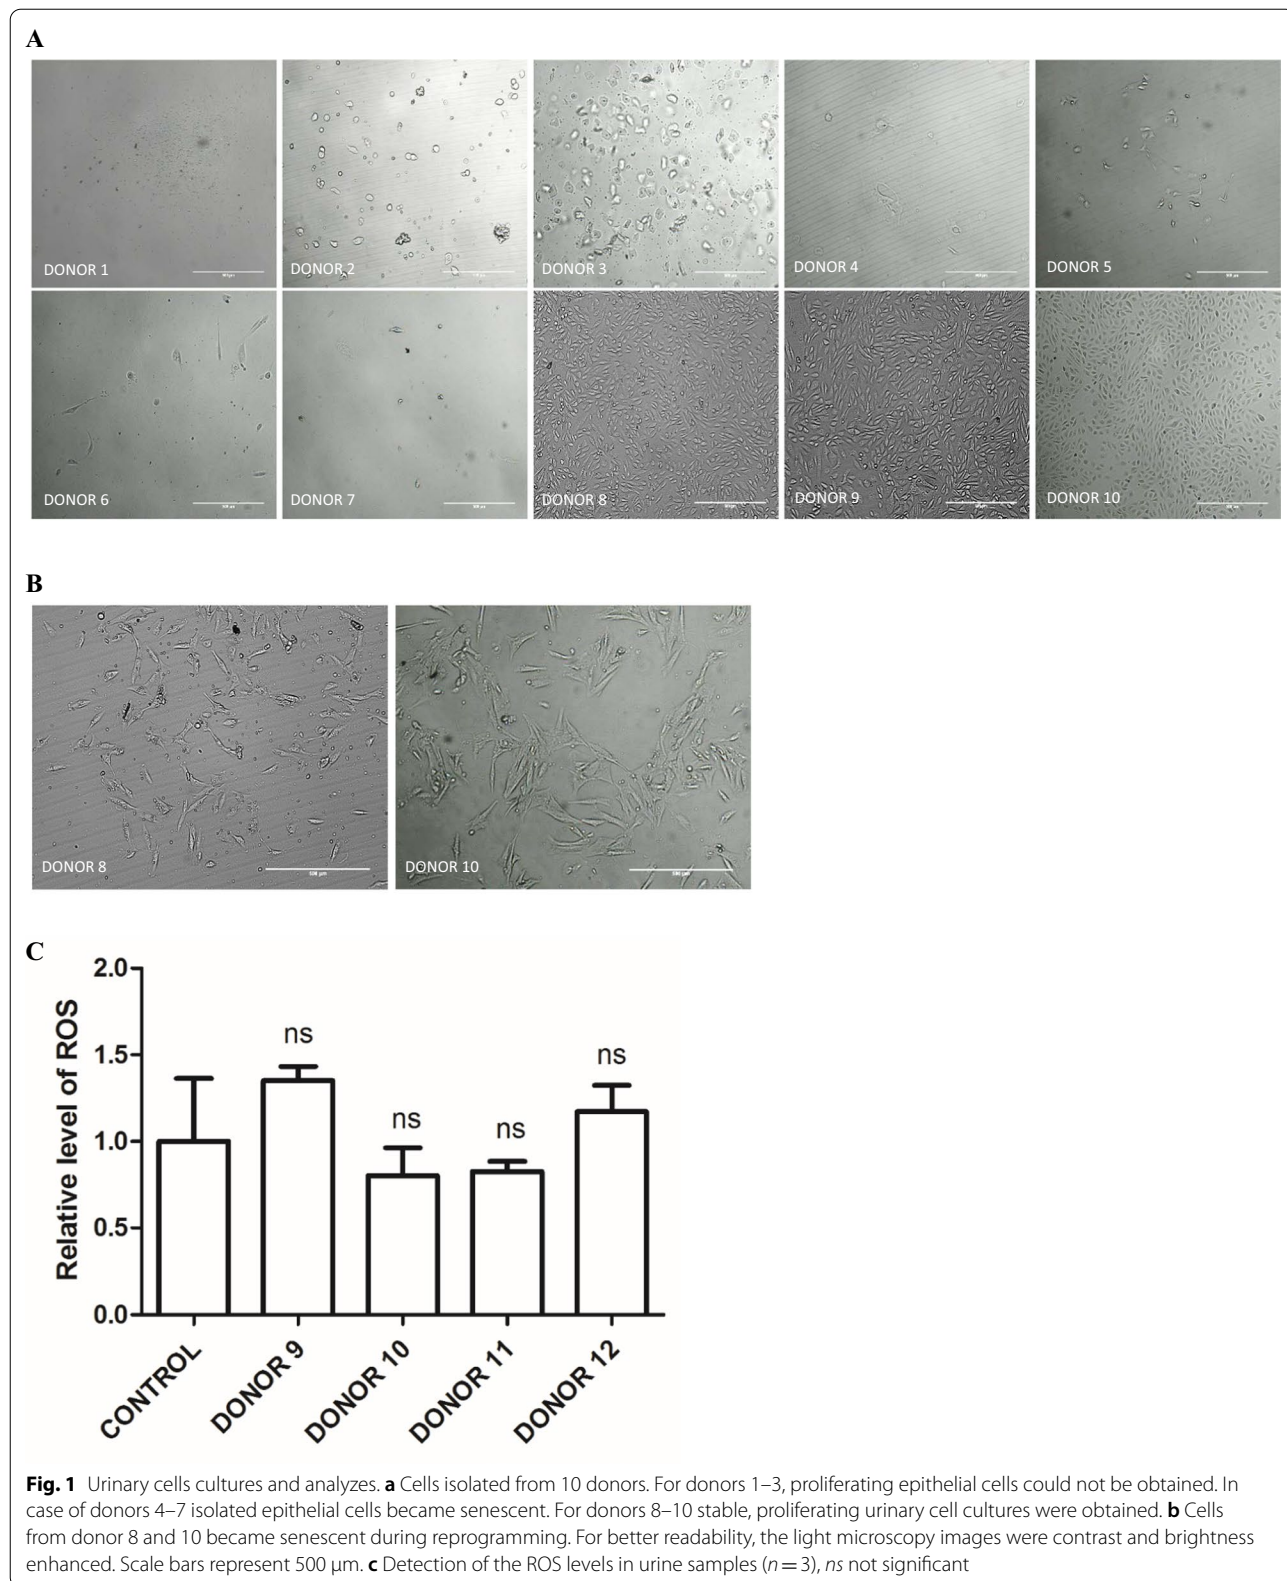 A
DONOR 1
DONOR 2
DONOR 3
DONOR 4
DONOR 5
DONOR 6
DONOR 7
DONOR 8
DONOR 9
DONOR 10
B
DONOR 8
500 µm
DONOR 10
500 µm
C
2.0
1.5
1.0
0.5
0.0
Relative level of ROS
ns
ns
ns
ns
CONTROL
DONOR 9
DONOR 10
DONOR 11
DONOR 12
Fig. 1 Urinary cells cultures and analyzes. a Cells isolated from 10 donors. For donors 1–3, proliferating epithelial cells could not be obtained. In
case of donors 4–7 isolated epithelial cells became senescent. For donors 8–10 stable, proliferating urinary cell cultures were obtained. b Cells
from donor 8 and 10 became senescent during reprogramming. For better readability, the light microscopy images were contrast and brightness
enhanced. Scale bars represent 500 µm. c Detection of the ROS levels in urine samples (n = 3), ns not significant